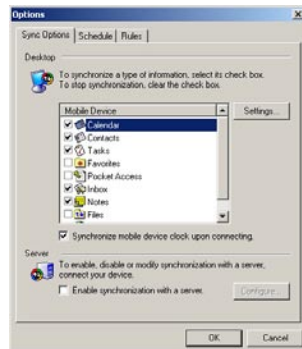 Options
Sync Options
Schedule
Rules
Desktop
To synchronize a type of information, select its check box.
To stop synchronization, clear the check box.
Mobile Device
Settings...
Calendar
Contacts
Tasks
Favorites
Pocket Access
Inbox
Notes
Files
Synchronize mobile device clock upon connecting.
Server
To enable, disable or modify synchronization with a server,
connect your device.
Enable synchronization with a server.
Configure...
OK
Cancel